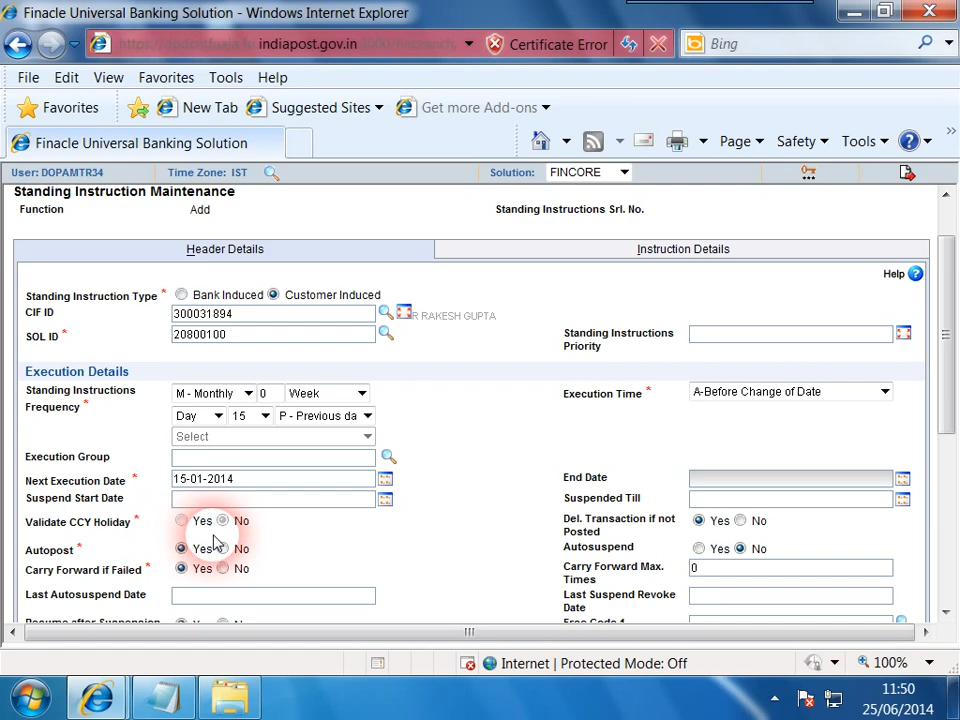 Finacle Universal Banking Solution - Windows Internet Explorer
indiapost.gov.in
Certificate Error
Bing
File Edit View Favorites Tools Help
Favorites New Tab Suggested Sites Get more Add-ons
Finacle Universal Banking Solution Page Safety Tools »
User: DOPAMTR34 Time Zone: IST Solution: FINCORE
Standing Instruction Maintenance
Function Add Standing Instructions Srl. No.
Header Details Instruction Details
Help
Standing Instruction Type * Bank Induced Customer Induced
CIF ID 300031894 R RAKESH GUPTA
SOL ID * 20800100 Standing Instructions
Priority
Execution Details
Standing Instructions
Frequency * M - Monthly 0 Week Execution Time * A-Before Change of Date
Day 15 P - Previous da
Select
Execution Group
Next Execution Date * 15-01-2014 End Date
Suspend Start Date Suspended Till
Validate CCY Holiday * Yes No Del. Transaction if not
Posted Yes No
Autopost * Yes No Autosuspend Yes No
Carry Forward if Failed * Yes No Carry Forward Max.
Times 0
Last Autosuspend Date Last Suspend Revoke
Date
Resume after Suspension Free Code 1
Internet | Protected Mode: Off 100%
11:50
25/06/2014